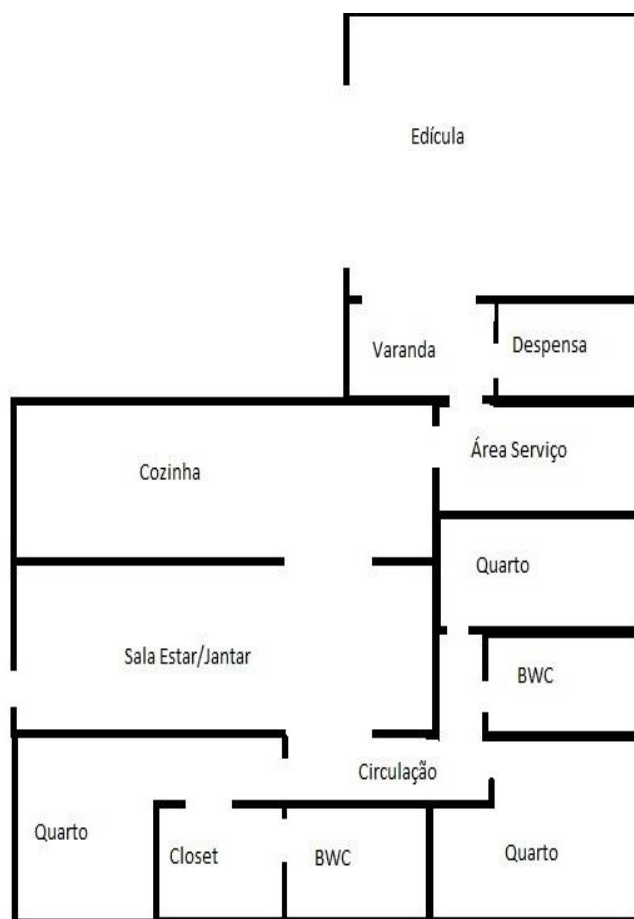 Edícula
Varanda
Despensa
Cozinha
Área Serviço
Quarto
Sala Estar/Jantar
BWC
Circulação
Quarto
Closet
BWC
Quarto